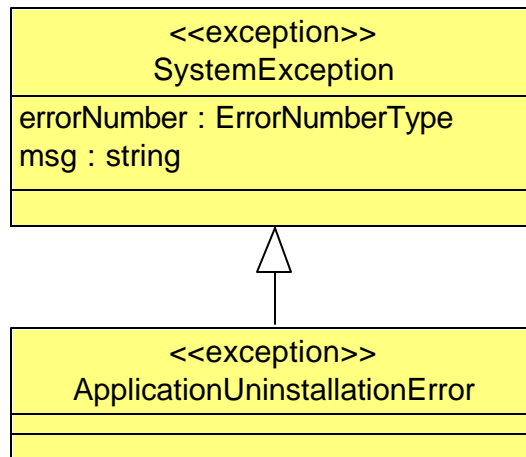 <<exception>>
SystemException
errorNumber : ErrorNumberType
msg : string
<<exception>>
ApplicationUninstallationError